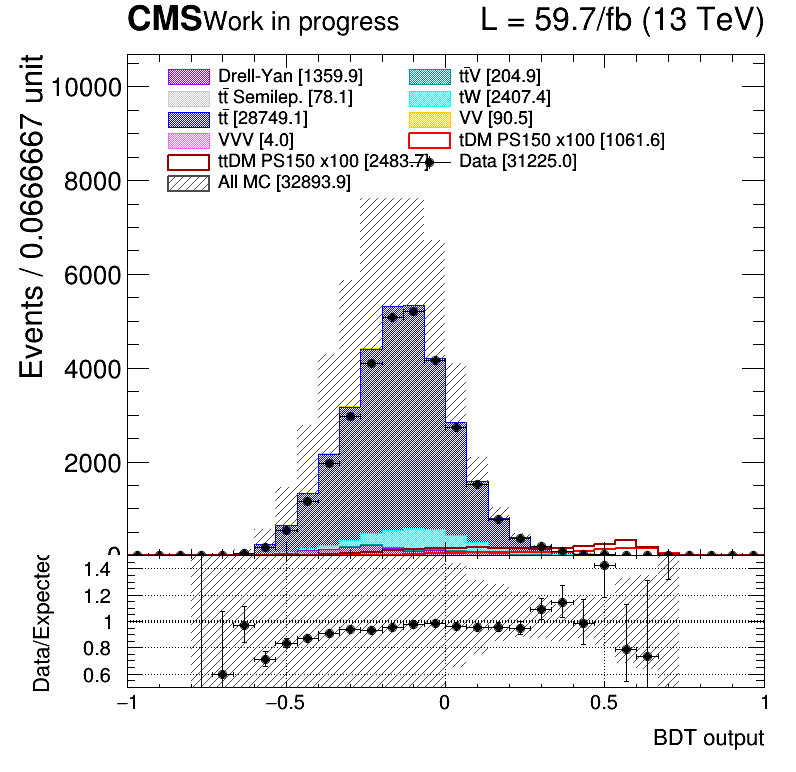 CMS Work in progress L = 59.7/fb (13 TeV)
Events / 0.0666667 unit
10000
8000
6000
4000
2000
0
Drell-Yan [1359.9] tt̄V [204.9]
tt̄ Semilep. [78.1] tW [2407.4]
tt̄ [28749.1] VV [90.5]
VVV [4.0] tDM PS150 x100 [1061.6]
ttDM PS150 x100 [2483.7] Data [31225.0]
All MC [32893.9]
Data/Expected
1.4
1.2
1
0.8
0.6
−1 −0.5 0 0.5 1
BDT output